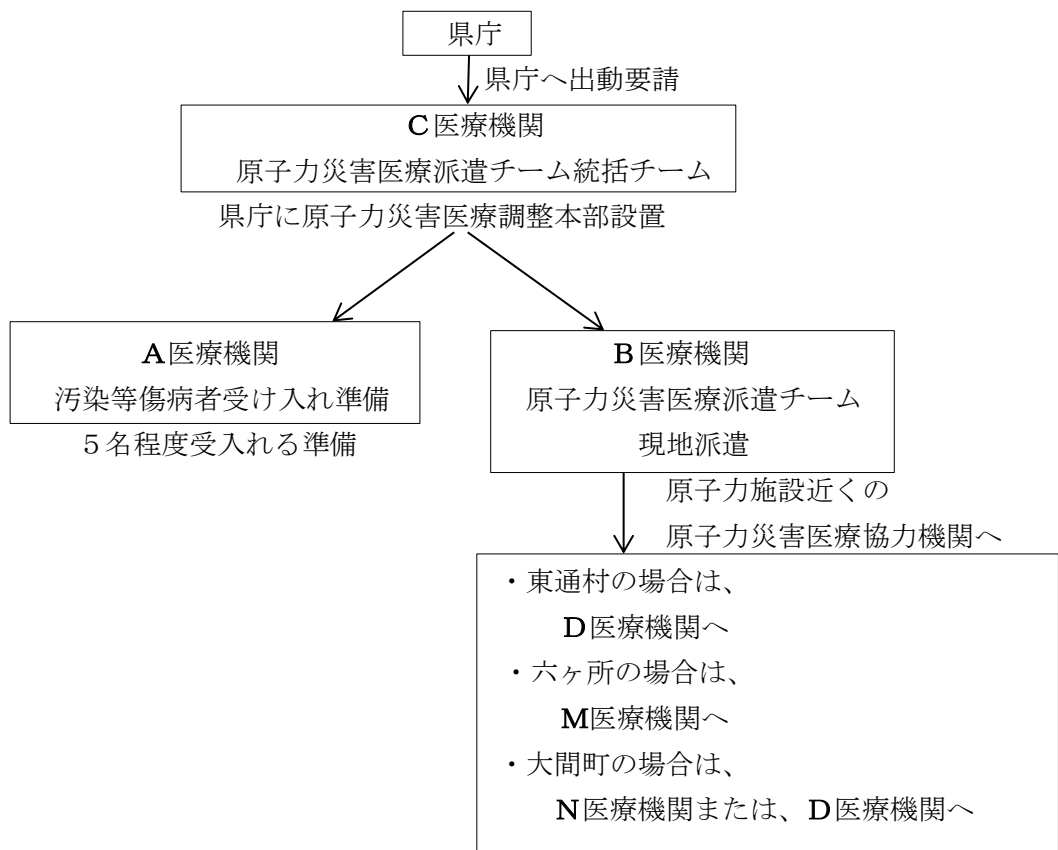 県庁
県庁へ出動要請
C医療機関
原子力災害医療派遣チーム統括チーム
県庁に原子力災害医療調整本部設置
A医療機関
汚染等傷病者受け入れ準備
５名程度受入れる準備
B医療機関
原子力災害医療派遣チーム
現地派遣
原子力施設近くの
原子力災害医療協力機関へ
・東通村の場合は、
D医療機関へ
・六ヶ所の場合は、
M医療機関へ
・大間町の場合は、
N医療機関または、D医療機関へ